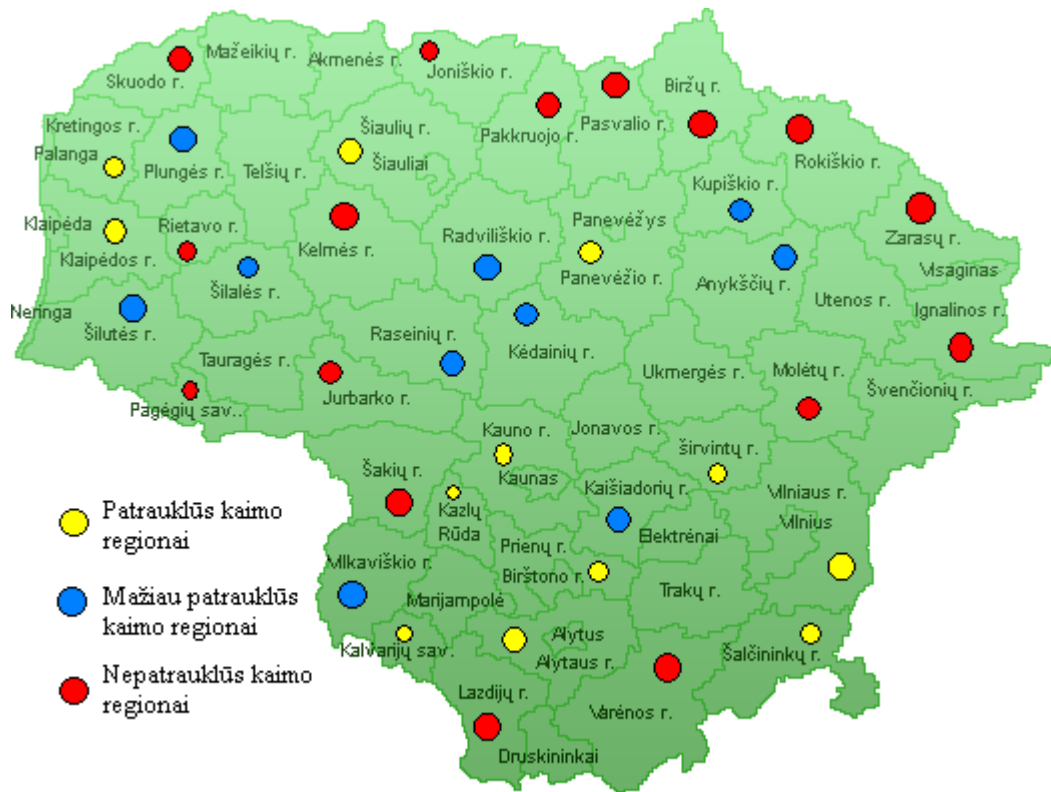 Mažeikių r.
Akmenės r.
Joniškio r.
Skuodo r.
Biržų r.
Kretingos r.
Šiaulių r.
Pakkruojo r.
Pasvalio r.
Palanga
Šiauliai
Rokiškio r.
Plungės r.
Telšių r.
Kupiškio r.
Klaipėda
Rietavo r.
Panevėžys
Radviliškio r.
Kelmės r.
Zarasų r.
Klaipėdos r.
Panevėžio r.
Anykščių r.
Visaginas
Šilalės r.
Utenos r.
Neringa
Ignalinos r.
Šilutės r.
Raseinių r.
Kėdainių r.
Tauragės r.
Ukmergės r.
Molėtų r.
Švenčionių r.
Jurbarko r.
Pagėgių sav..
Kauno r.
Jonavos r.
širvintų r.
Šakių r.
Kaunas
Kaišiadorių r.
VIlniaus r.
Kazlų
Rūda
Elektrėnai
VIlnius
Patrauklūs kaimo
regionai
Prienų r.
VIlkaviškio r.
Birštono r.
Trakų r.
Mažiau patrauklūs
kaimo regionai
Marijampolė
Alytus
Kalvarijų sav.
Alytaus r.
Šalčininkų r.
Nepatrauklūs kaimo
regionai
Lazdijų r.
Varėnos r.
Druskininkai